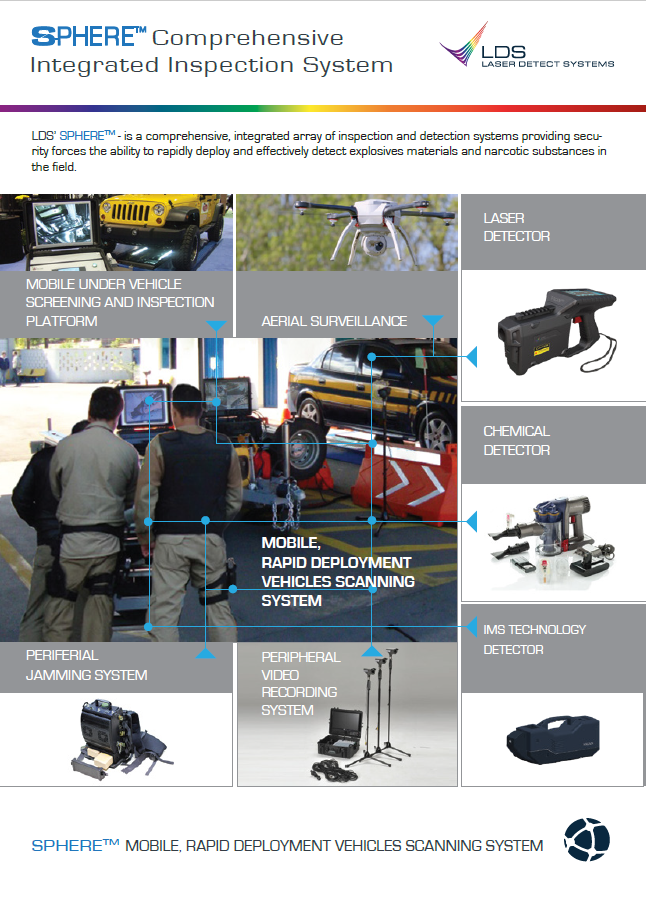 SPHERE™ Comprehensive
Integrated Inspection System
LDS
LASER DETECT SYSTEMS
LDS' SPHERE™ - is a comprehensive, integrated array of inspection and detection systems providing secu-
rity forces the ability to rapidly deploy and effectively detect explosives materials and narcotic substances in
the field.
MOBILE UNDER VEHICLE
SCREENING AND INSPECTION
PLATFORM
AERIAL SURVEILLANCE
LASER
DETECTOR
CHEMICAL
DETECTOR
MOBILE,
RAPID DEPLOYMENT
VEHICLES SCANNING
SYSTEM
IMS TECHNOLOGY
DETECTOR
PERIFERIAL
JAMMING SYSTEM
PERIPHERAL
VIDEO
RECORDING
SYSTEM
SPHERE™ MOBILE, RAPID DEPLOYMENT VEHICLES SCANNING SYSTEM